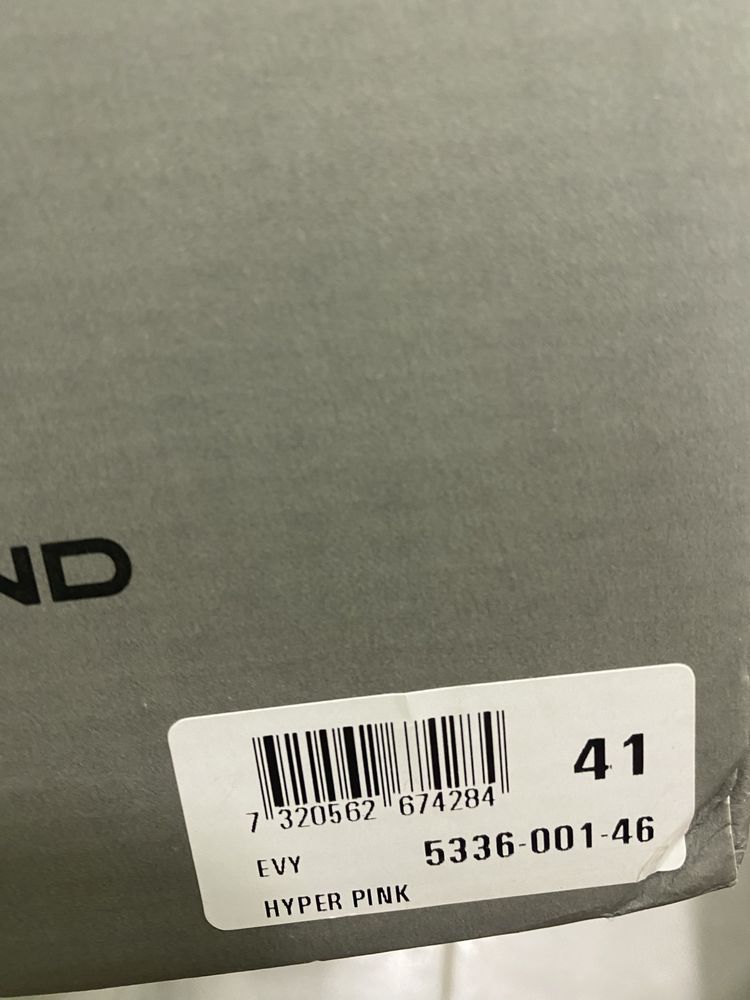 ND
41
7 320562 674284
EVY
5336-001-46
HYPER PINK